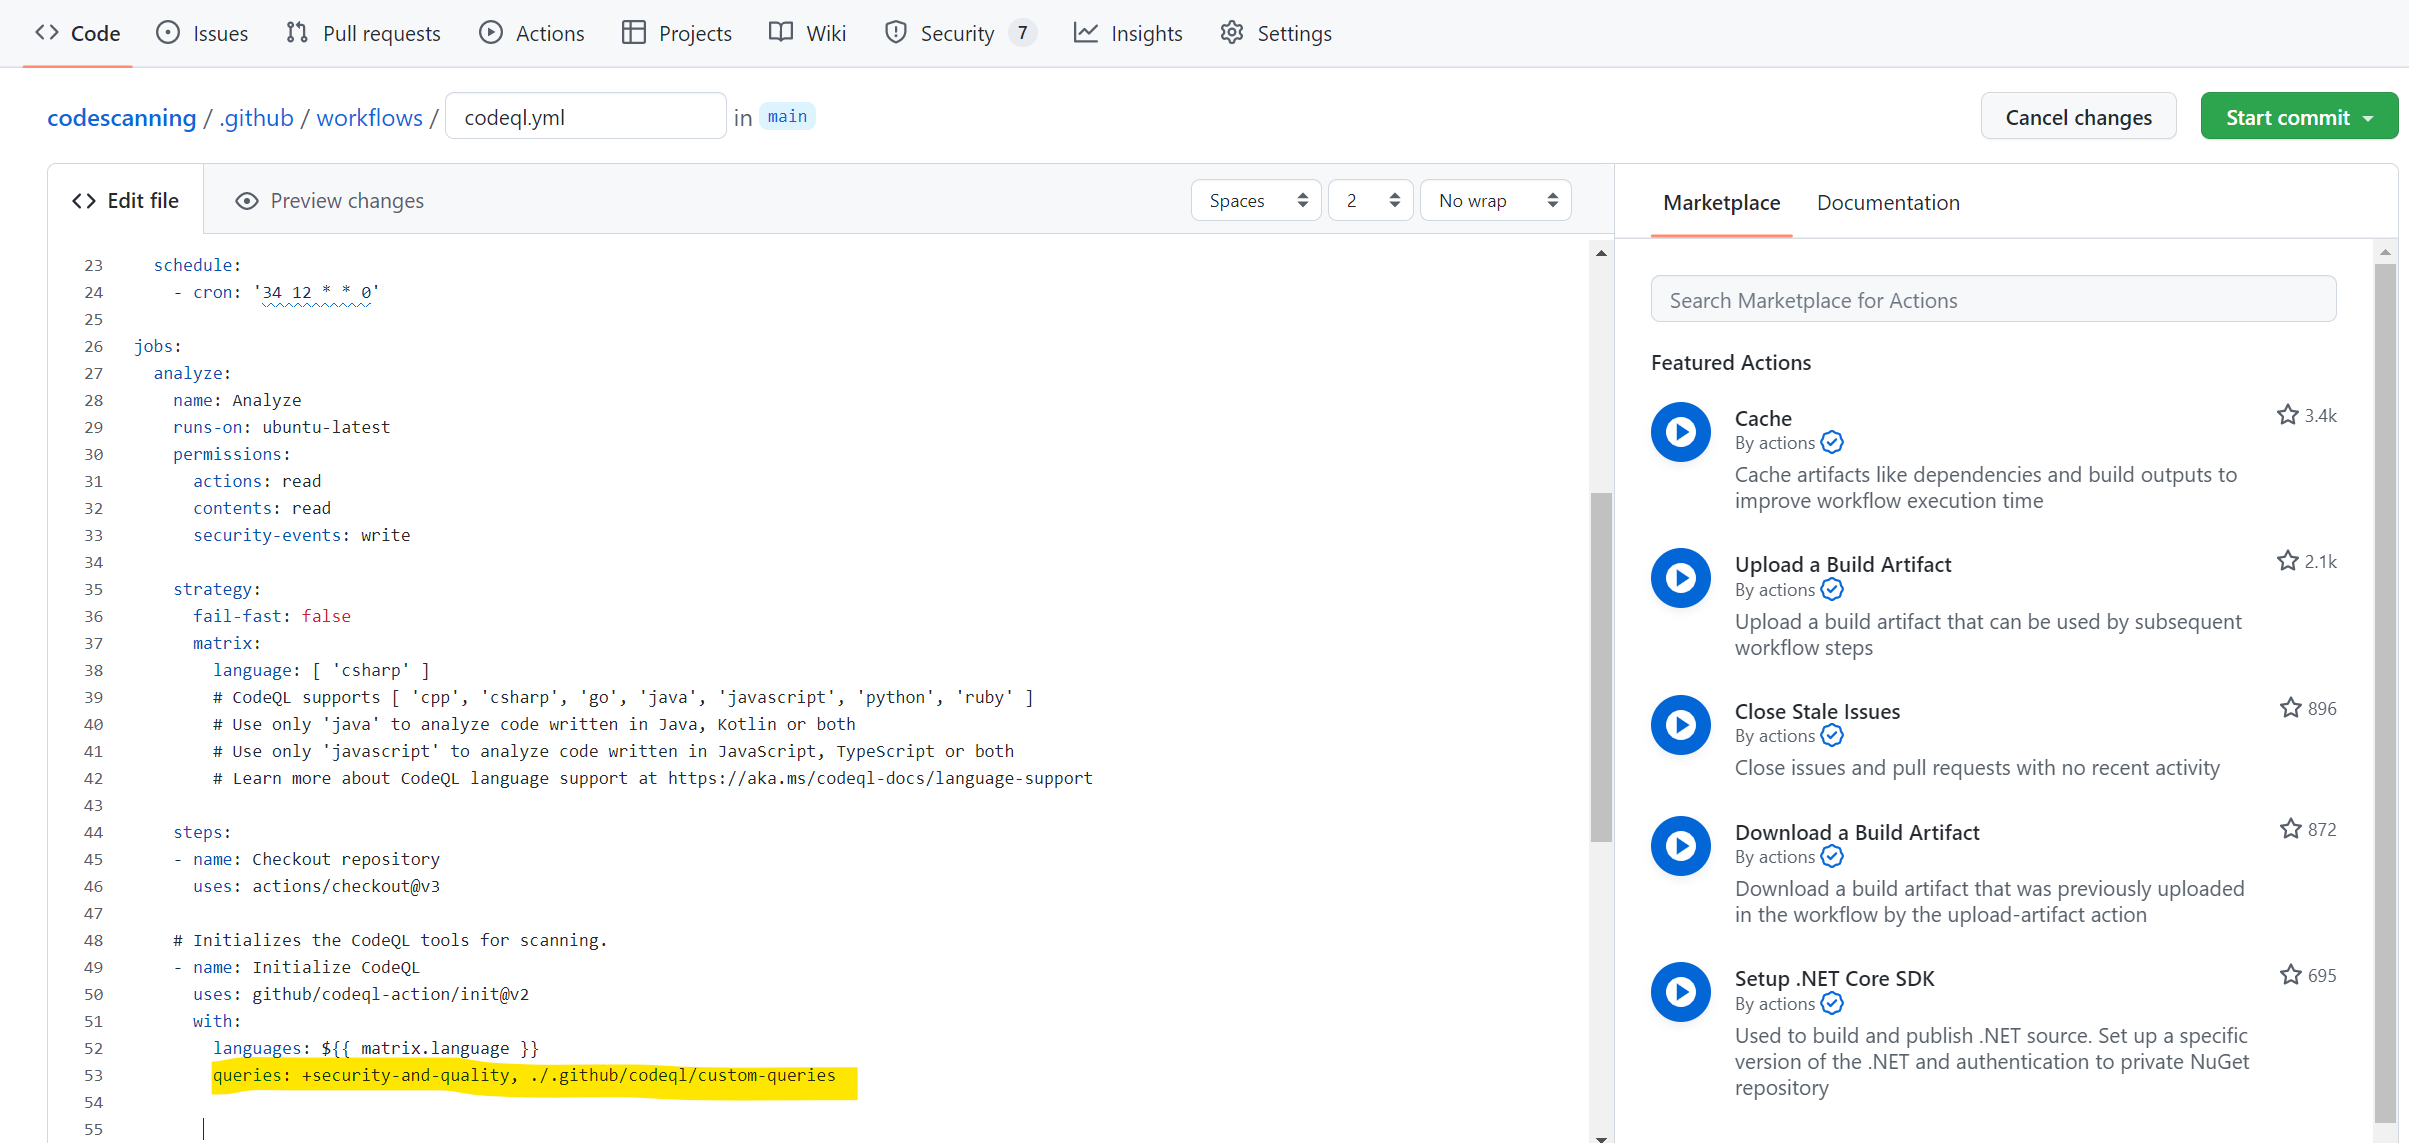 Code Issues Pull requests Actions Projects Wiki Security 7 Insights Settings
codescanning / .github / workflows / codeql.yml in main Cancel changes Start commit
Edit file Preview changes Spaces 2 No wrap
23 schedule:
24 - cron: '34 12 * * 0'
25
26 jobs:
27 analyze:
28 name: Analyze
29 runs-on: ubuntu-latest
30 permissions:
31 actions: read
32 contents: read
33 security-events: write
34
35 strategy:
36 fail-fast: false
37 matrix:
38 language: [ 'csharp' ]
39 # CodeQL supports [ 'cpp', 'csharp', 'go', 'java', 'javascript', 'python', 'ruby' ]
40 # Use only 'java' to analyze code written in Java, Kotlin or both
41 # Use only 'javascript' to analyze code written in JavaScript, TypeScript or both
42 # Learn more about CodeQL language support at https://aka.ms/codeql-docs/language-support
43
44 steps:
45 - name: Checkout repository
46 uses: actions/checkout@v3
47
48 # Initializes the CodeQL tools for scanning.
49 - name: Initialize CodeQL
50 uses: github/codeql-action/init@v2
51 with:
52 languages: ${{ matrix.language }}
53 queries: +security-and-quality, ./.github/codeql/custom-queries
54
55
Marketplace Documentation
Search Marketplace for Actions
Featured Actions
Cache 3.4k
By actions
Cache artifacts like dependencies and build outputs to
improve workflow execution time
Upload a Build Artifact 2.1k
By actions
Upload a build artifact that can be used by subsequent
workflow steps
Close Stale Issues 896
By actions
Close issues and pull requests with no recent activity
Download a Build Artifact 872
By actions
Download a build artifact that was previously uploaded
in the workflow by the upload-artifact action
Setup .NET Core SDK 695
By actions
Used to build and publish .NET source. Set up a specific
version of the .NET and authentication to private NuGet
repository